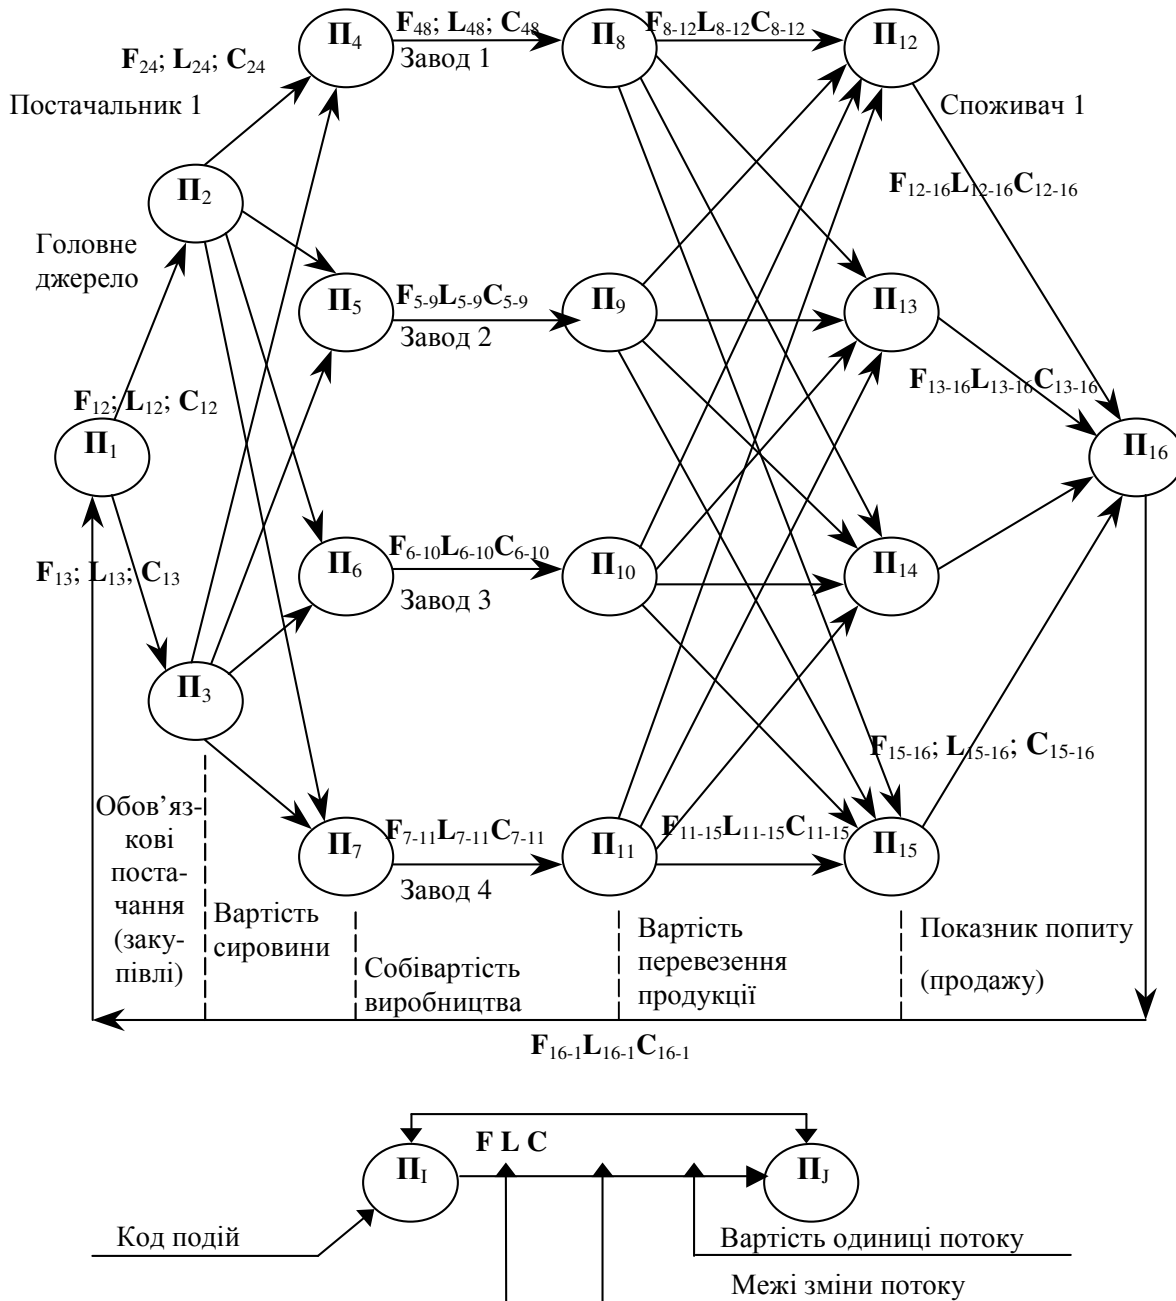 П4
F48; L48; C48
Завод 1
П8
F8-12L8-12C8-12
П12
F24; L24; C24
Постачальник 1
Споживач 1
П2
F12-16L12-16C12-16
Головне
джерело
П5
F5-9L5-9C5-9
Завод 2
П9
П13
F13-16L13-16C13-16
F12; L12; C12
П1
П16
F13; L13; C13
П6
F6-10L6-10C6-10
Завод 3
П10
П14
П3
F15-16; L15-16; C15-16
Обов’яз-
кові
поста-
чання
(заку-
півлі)
П7
F7-11L7-11C7-11
Завод 4
П11
F11-15L11-15C11-15
П15
Вартість
сировини
Собівартість
виробництва
Вартість
перевезення
продукції
Показник попиту
(продажу)
F16-1L16-1C16-1
F L C
ПI
ПJ
Код подій
Вартість одиниці потоку
Межі зміни потоку